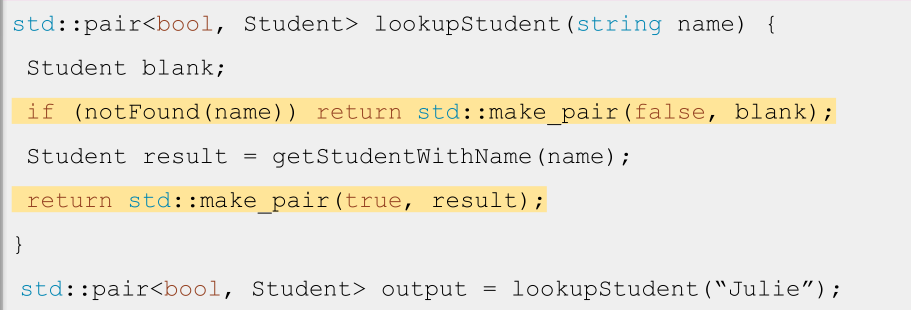 std::pair<bool, Student> lookupStudent(string name) {
Student blank;
if (notFound(name)) return std::make_pair(false, blank);
Student result = getStudentWithName(name);
return std::make_pair(true, result);
}
std::pair<bool, Student> output = lookupStudent(“Julie”);